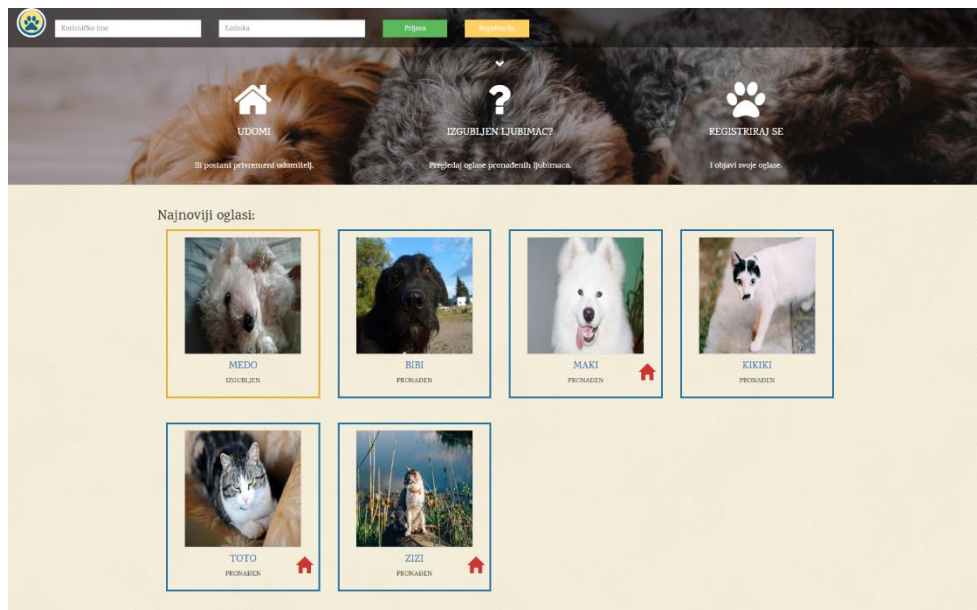 Korisničko ime
Lozinka
Prijava
Registracija
UDOMI
IZGUBLJEN LJUBIMAC?
REGISTRIRAJ SE
Ili postani privremeni udomitelj.
Pregledaj oglase pronađenih ljubimaca.
I objavi svoje oglase.
Najnoviji oglasi:
MEDO
BIBI
MAKI
KIKIKI
IZGUBLJEN
PRONAĐEN
PRONAĐEN
PRONAĐEN
TOTO
ZIZI
PRONAĐEN
PRONAĐEN